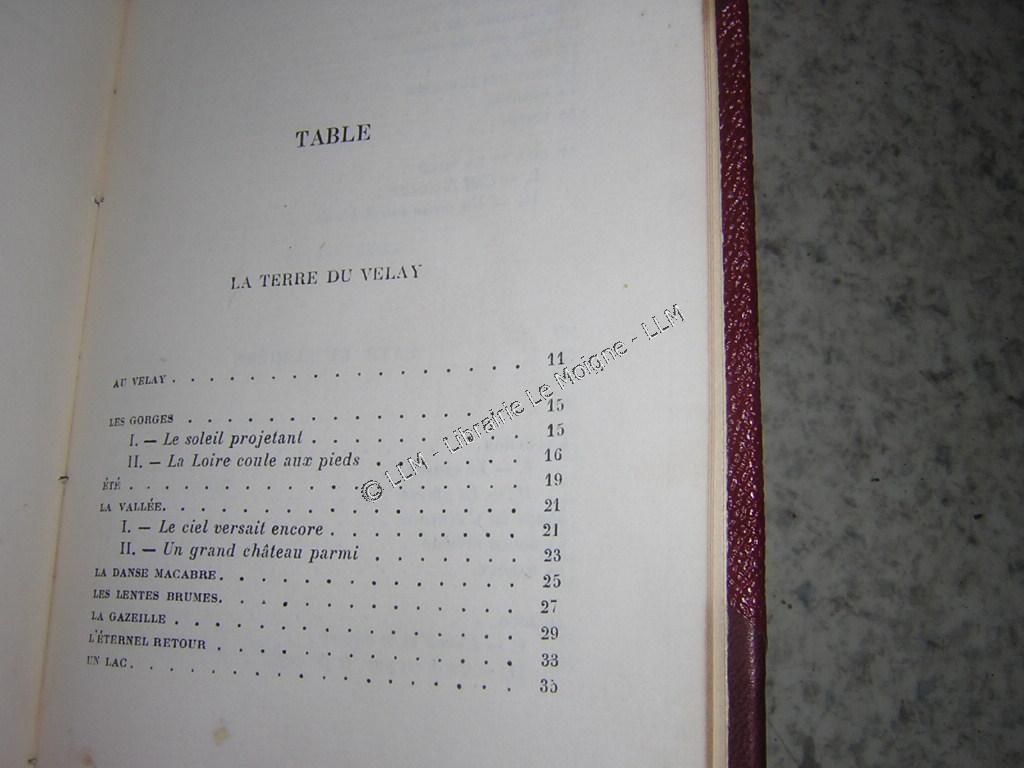 TABLE
LA TERRE DU VELAY
AU VELAY . . . . . . . . . . . . . . . . . . 11
LES GORGES . . . . . . . . . . . . . . . . 15
I. — Le soleil projetant . . . . . . . . . . 15
II. — La Loire coule aux pieds . . . . . . . 16
ÉTÉ . . . . . . . . . . . . . . . . . . . . 19
LA VALLÉE. . . . . . . . . . . . . . . . . . 21
I. — Le ciel versait encore . . . . . . . . . 21
II. — Un grand château parmi . . . . . . . 23
LA DANSE MACABRE. . . . . . . . . . . . . . 25
LES LENTES BRUMES. . . . . . . . . . . . . . 27
LA GAZEILLE . . . . . . . . . . . . . . . . 29
L'ÉTERNEL RETOUR . . . . . . . . . . . . . . 33
UN LAC. . . . . . . . . . . . . . . . . . . 35
© LLM - Librairie Le Moigne - LLM